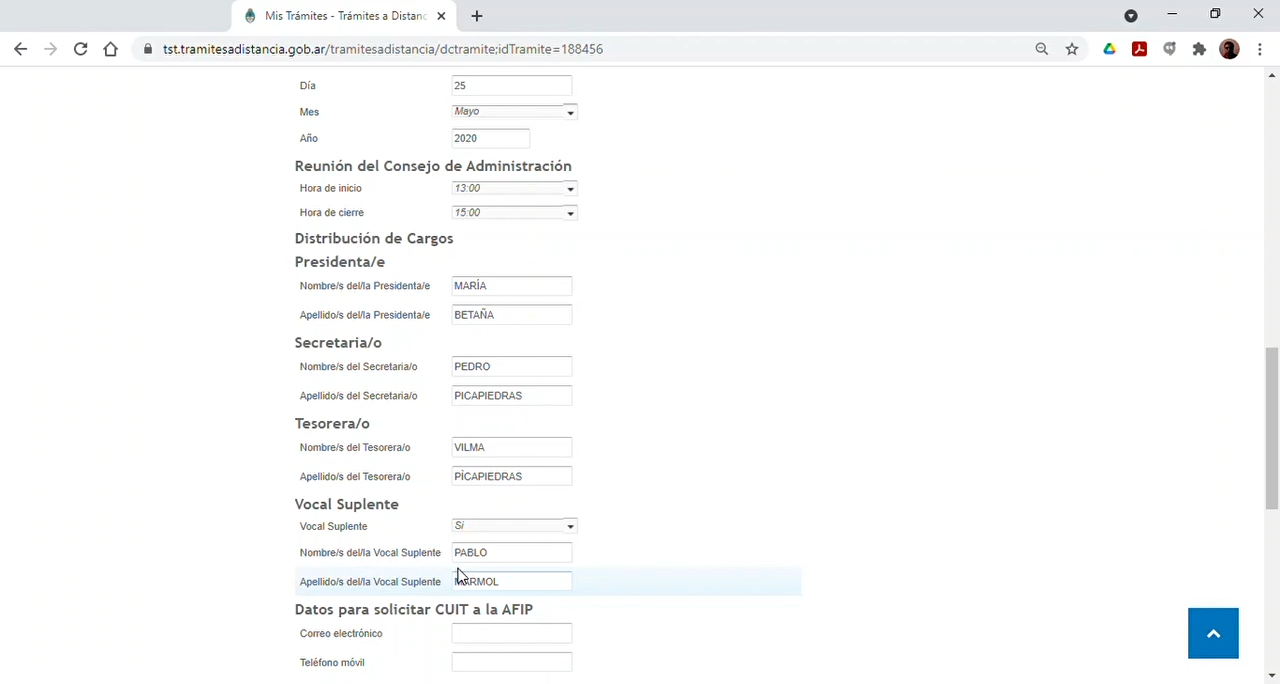 Mis Trámites - Trámites a Distanc
tst.tramitesadistancia.gob.ar/tramitesadistancia/dctramite;idTramite=188456
Día 25
Mes Mayo
Año 2020
Reunión del Consejo de Administración
Hora de inicio 13:00
Hora de cierre 15:00
Distribución de Cargos
Presidenta/e
Nombre/s del/la Presidenta/e MARÍA
Apellido/s del/la Presidenta/e BETAÑA
Secretaria/o
Nombre/s del Secretaria/o PEDRO
Apellido/s del Secretaria/o PICAPIEDRAS
Tesorera/o
Nombre/s del Tesorera/o VILMA
Apellido/s del Tesorera/o PÍCAPIEDRAS
Vocal Suplente
Vocal Suplente Si
Nombre/s del/la Vocal Suplente PABLO
Apellido/s del/la Vocal Suplente MARMOL
Datos para solicitar CUIT a la AFIP
Correo electrónico
Teléfono móvil